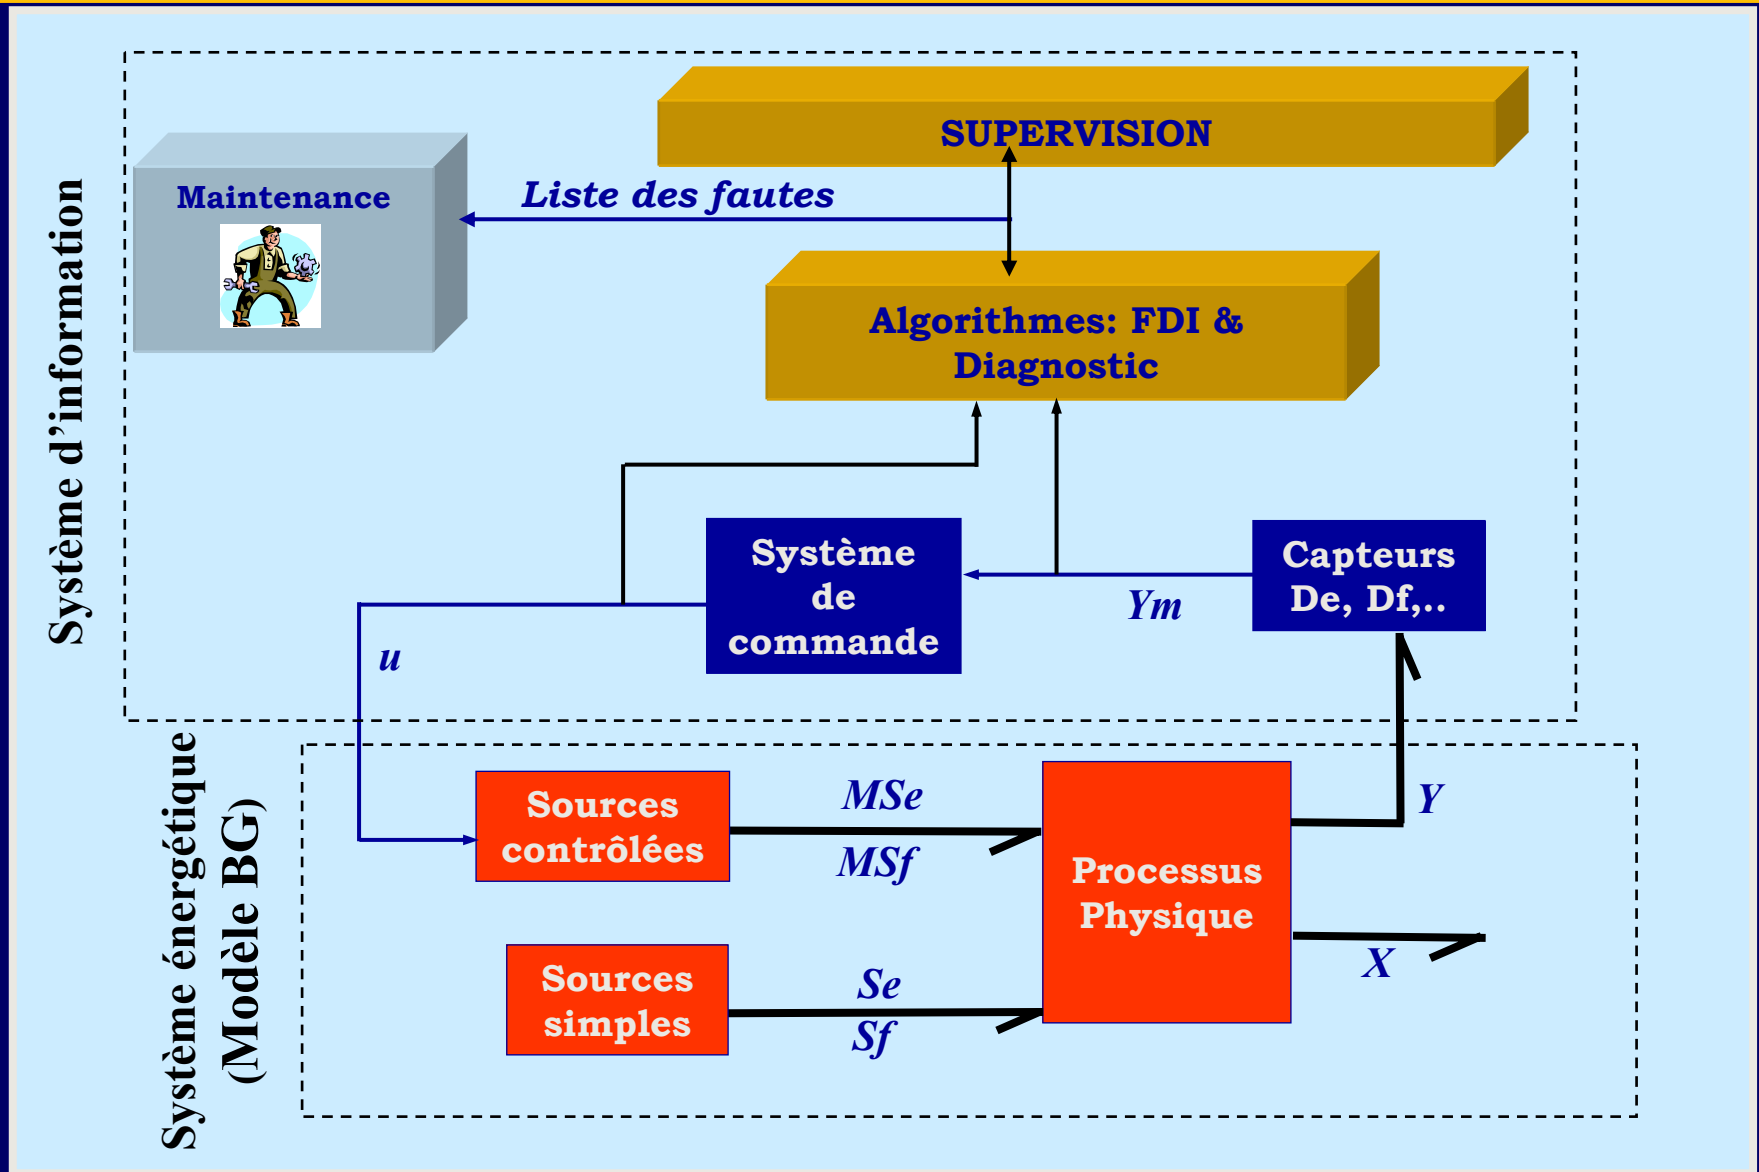 SUPERVISION
Maintenance
Liste des fautes
Algorithmes: FDI &
Diagnostic
Système d’information
Système
de
commande
Ym
Capteurs
De, Df,..
u
Système énergétique
(Modèle BG)
Sources
contrôlées
MSe
MSf
Processus
Physique
Y
X
Sources
simples
Se
Sf